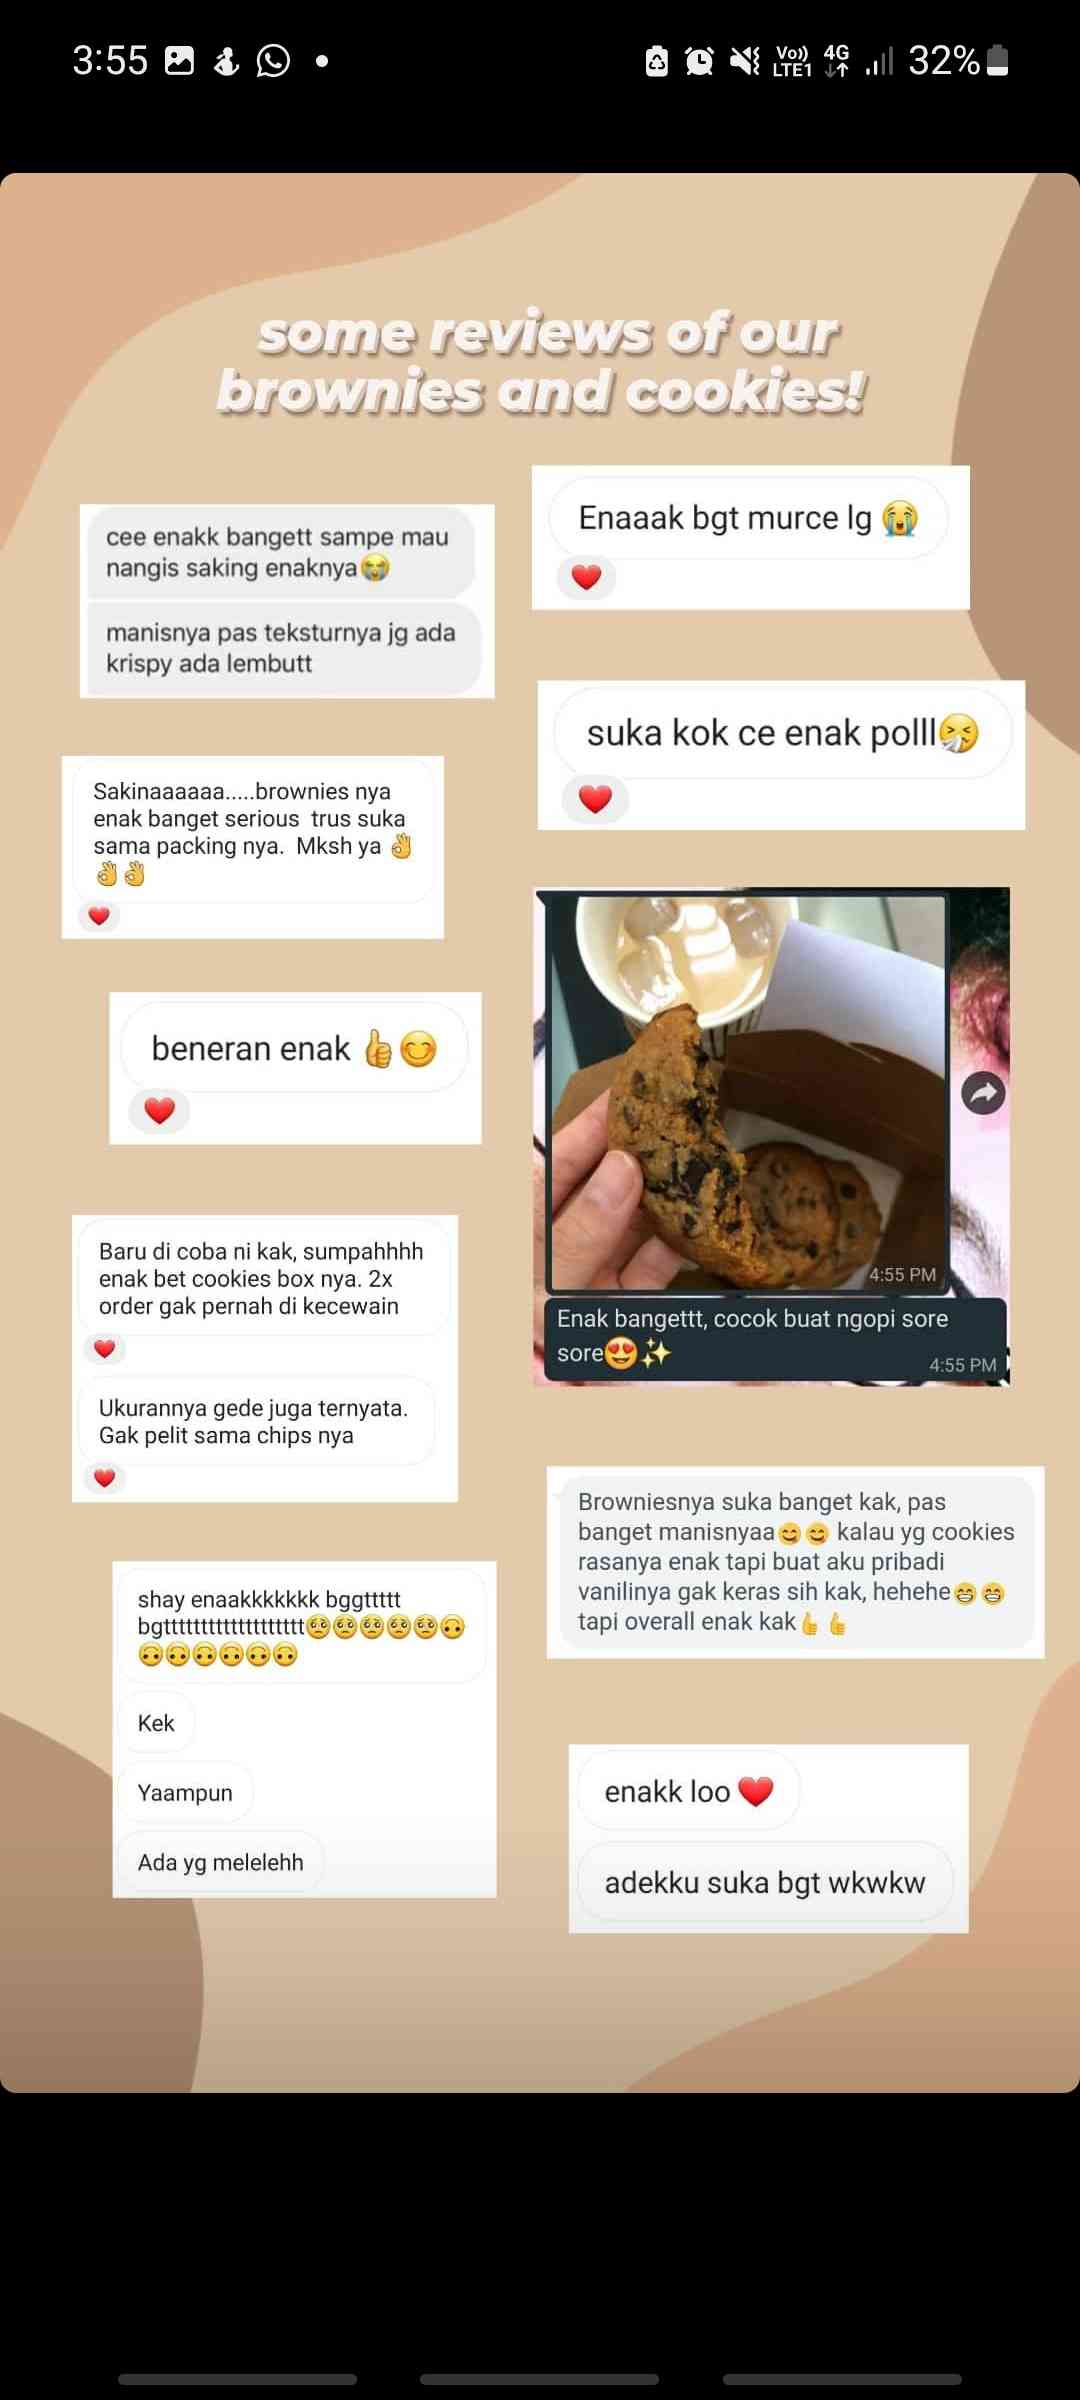 3:55
Vo)) LTE1 4G 32%
some reviews of our
brownies and cookies!
cee enakk bangett sampe mau
nangis saking enaknya😭
manisnya pas teksturnya jg ada
krispy ada lembutt
Enaaak bgt murce lg 😭
❤️
suka kok ce enak polll🤧
❤️
Sakinaaaaaa.....brownies nya
enak banget serious trus suka
sama packing nya. Mksh ya 👌
👌👌
❤️
beneran enak 👍😊
❤️
4:55 PM
Enak bangettt, cocok buat ngopi sore
sore😍✨
4:55 PM
Baru di coba ni kak, sumpahhhh
enak bet cookies box nya. 2x
order gak pernah di kecewain
❤️
Ukurannya gede juga ternyata.
Gak pelit sama chips nya
❤️
Browniesnya suka banget kak, pas
banget manisnyaa😋😋 kalau yg cookies
rasanya enak tapi buat aku pribadi
vanilinya gak keras sih kak, hehehe😁😁
tapi overall enak kak👍👍
shay enaakkkkkkk bggttttt
bgttttttttttttttttttt🥺🥺🥺🥺🥺🙃
🙃🙃🙃🙃🙃🙃
Kek
Yaampun
Ada yg melelehh
enakk loo❤️
adekku suka bgt wkwkw